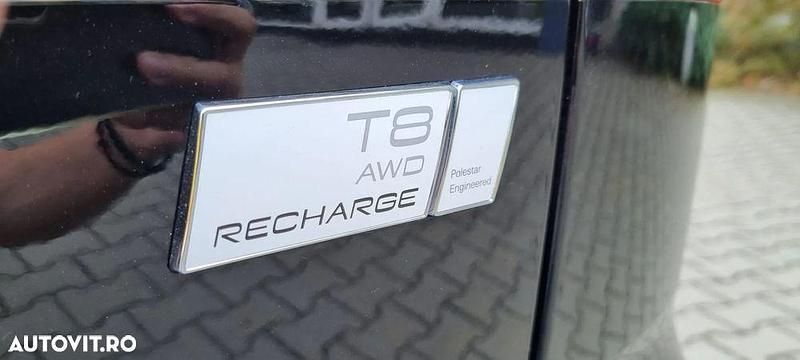 T8
AWD
RECHARGE
Polestar
Engineered
AUTOVIT.RO